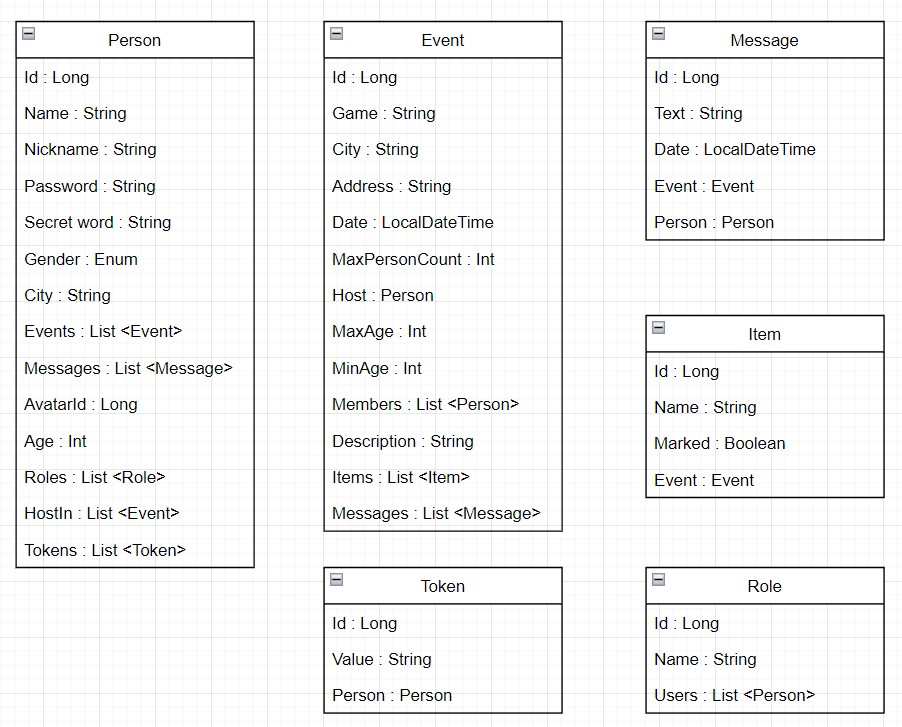 Person
Id : Long
Name : String
Nickname : String
Password : String
Secret word : String
Gender : Enum
City : String
Events : List <Event>
Messages : List <Message>
AvatarId : Long
Age : Int
Roles : List <Role>
HostIn : List <Event>
Tokens : List <Token>
Event
Id : Long
Game : String
City : String
Address : String
Date : LocalDateTime
MaxPersonCount : Int
Host : Person
MaxAge : Int
MinAge : Int
Members : List <Person>
Description : String
Items : List <Item>
Messages : List <Message>
Token
Id : Long
Value : String
Person : Person
Message
Id : Long
Text : String
Date : LocalDateTime
Event : Event
Person : Person
Item
Id : Long
Name : String
Marked : Boolean
Event : Event
Role
Id : Long
Name : String
Users : List <Person>